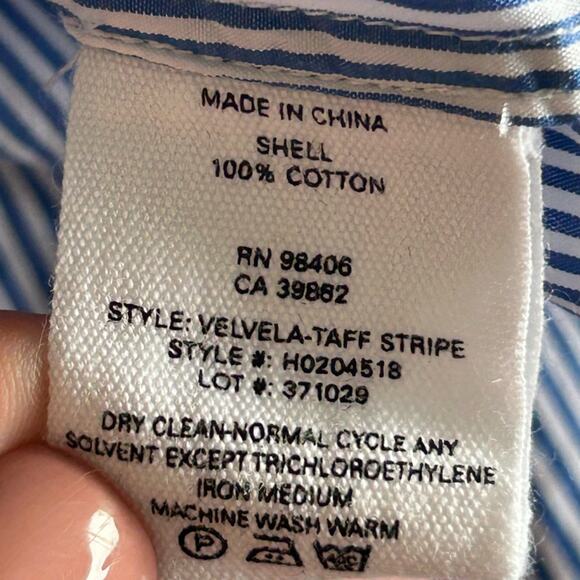 MADE IN CHINA
SHELL
100% COTTON
RN 98406
CA 39862
STYLE: VELVELA-TAFF STRIPE
STYLE #: H0204518
LOT #: 371029
DRY CLEAN-NORMAL CYCLE ANY
SOLVENT EXCEPT TRICHLOROETHYLENE
IRON MEDIUM
MACHINE WASH WARM
P